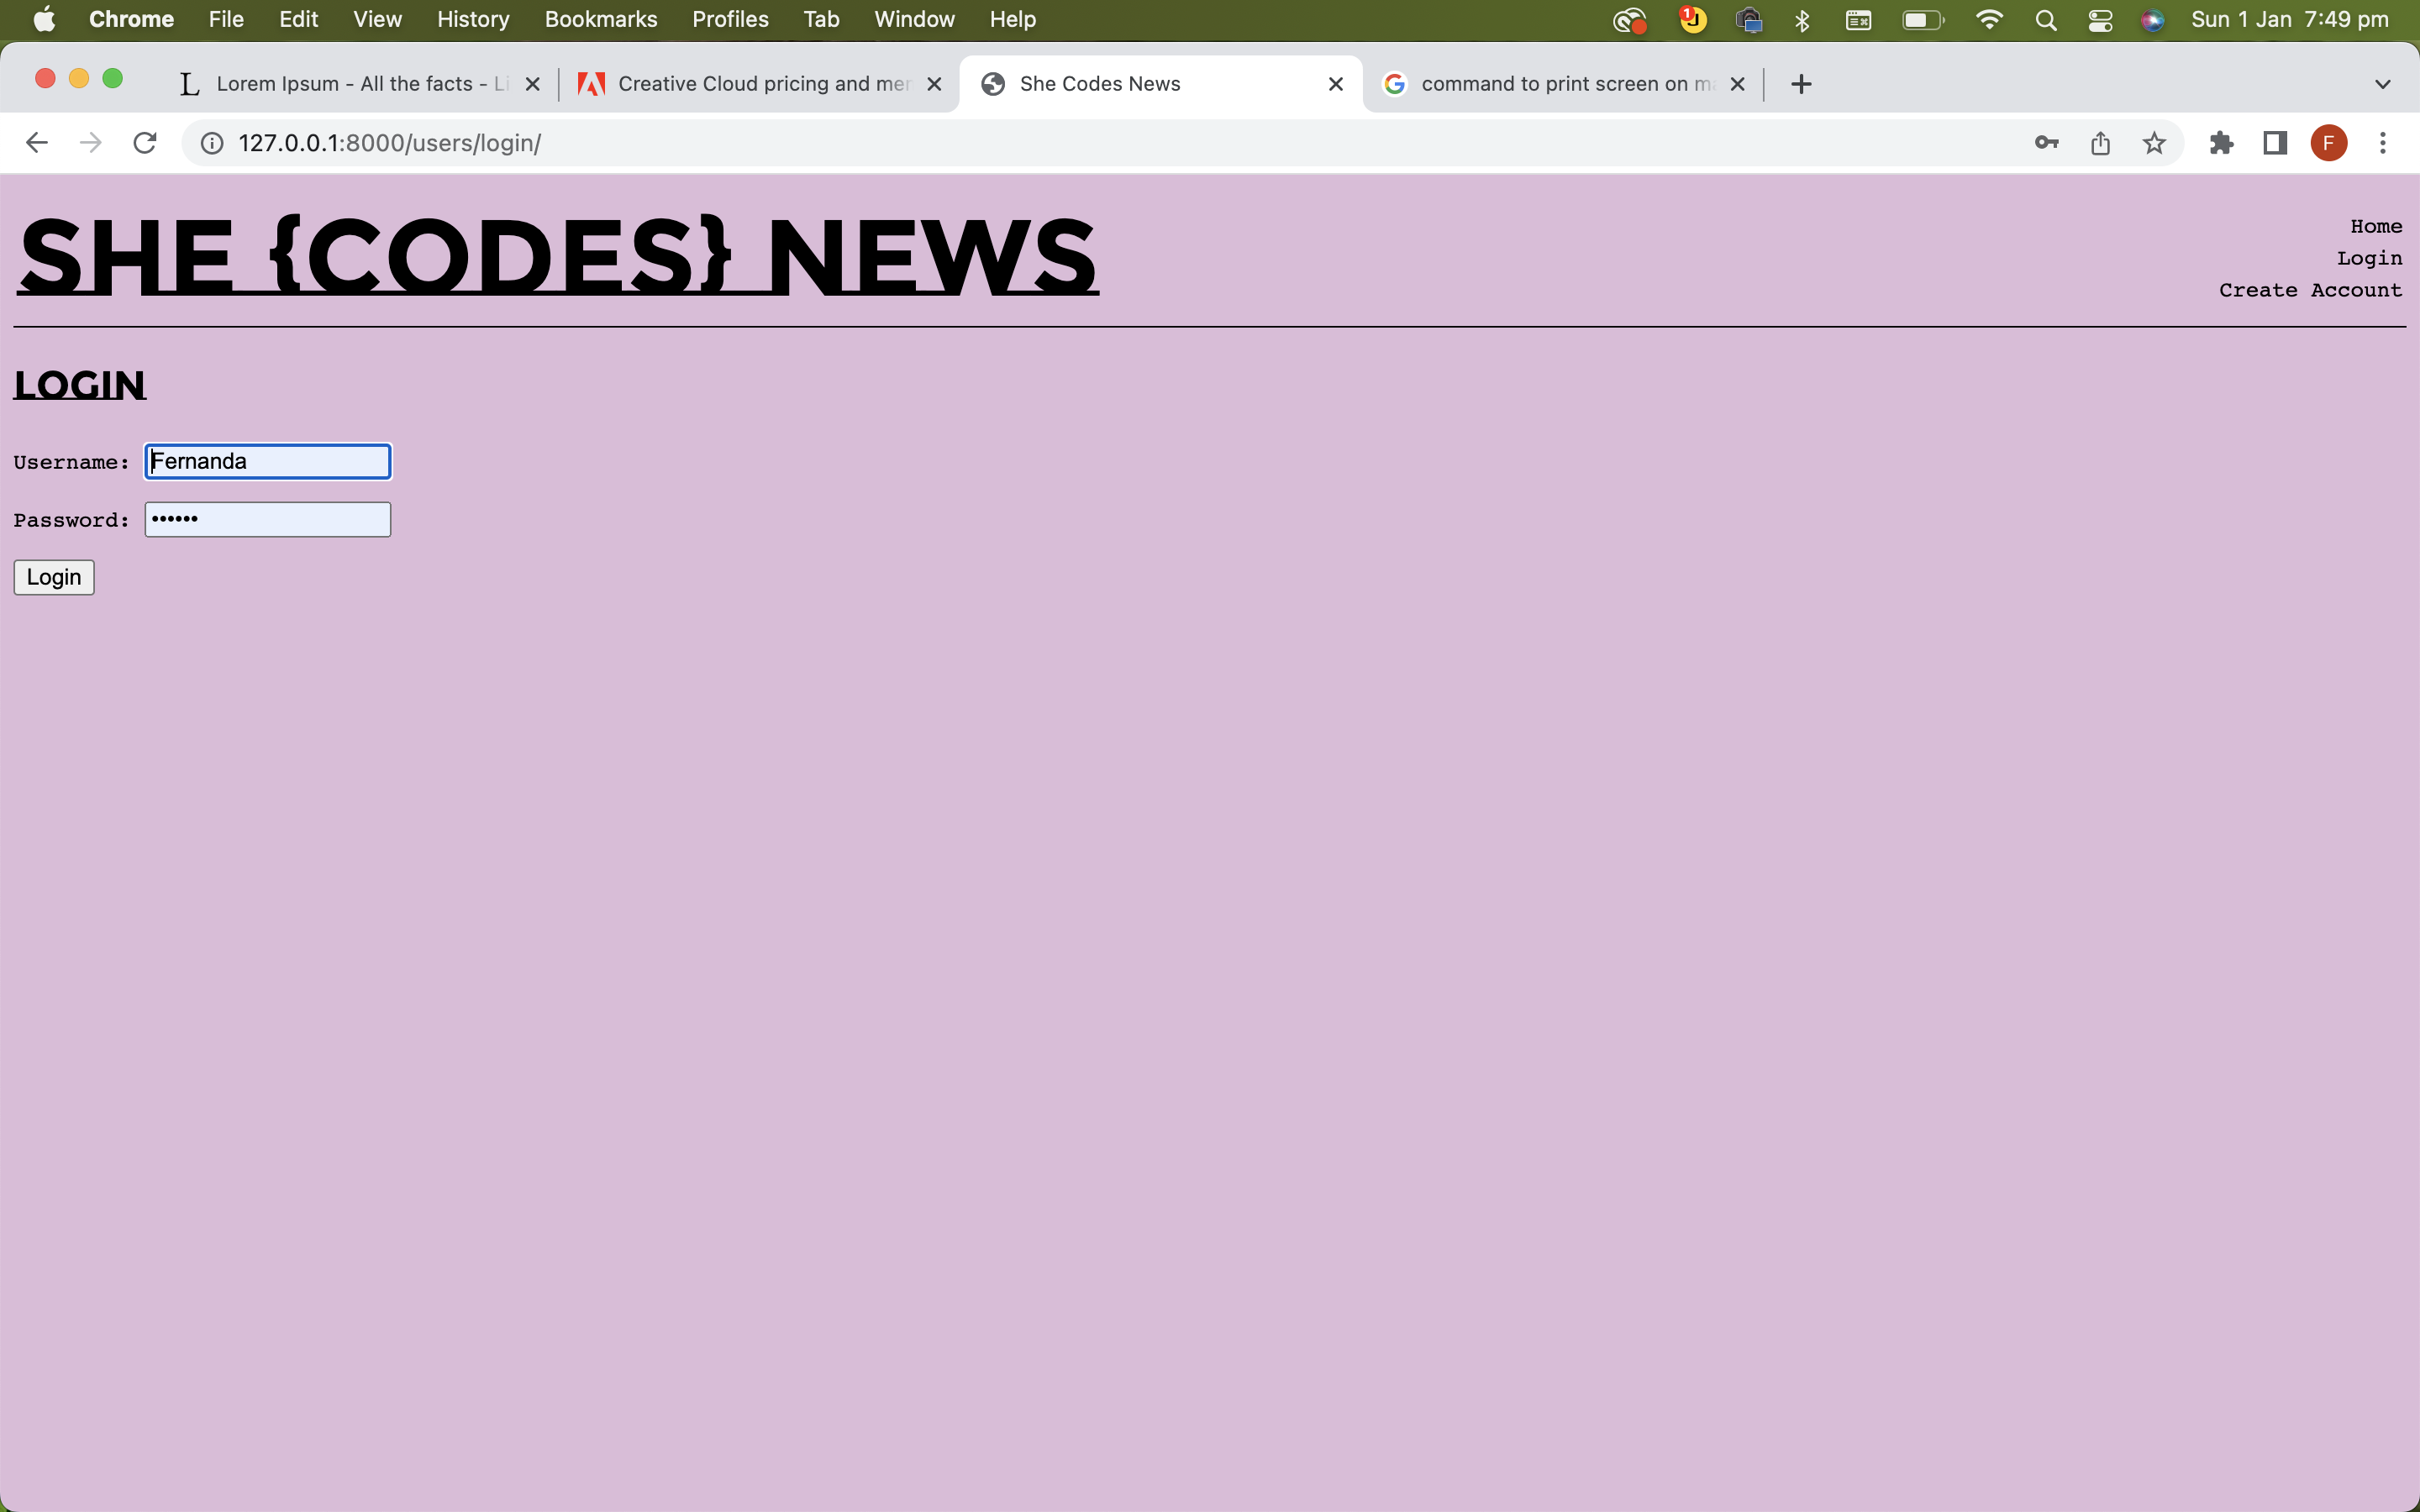 Chrome File Edit View History Bookmarks Profiles Tab Window Help 1 J Sun 1 Jan 7:49 pm
L Lorem Ipsum - All the facts - Li Creative Cloud pricing and mer She Codes News command to print screen on ma
127.0.0.1:8000/users/login/ F
SHE {CODES} NEWS
Home
Login
Create Account
LOGIN
Username: Fernanda
Password: ••••••
Login